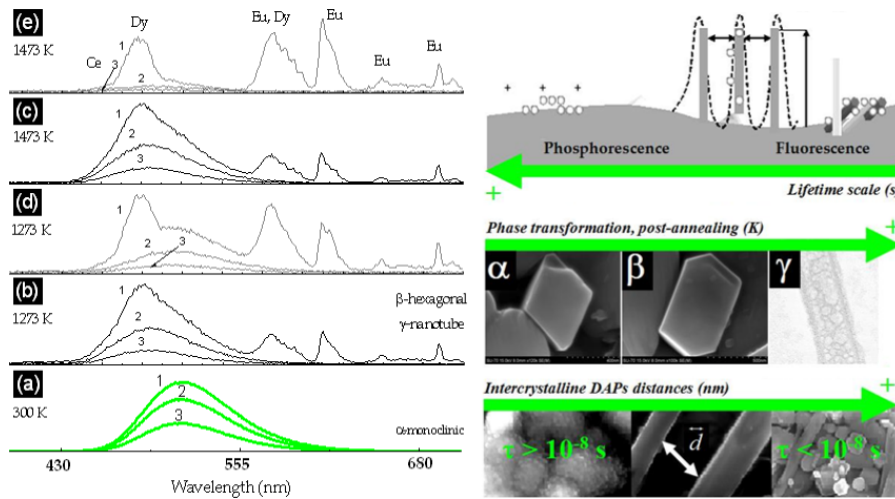 (e)
1473 K
Ce
Dy
Eu, Dy
Eu
Eu
Eu
1
3
2
(c)
1473 K
1
2
3
(d)
1273 K
1
2
3
(b)
1273 K
1
2
3
β-hexagonal
γ-nanotube
(a)
300 K
1
2
3
α-monoclinic
430 555 680
Wavelength (nm)
+ +
+
Phosphorescence Fluorescence
+
Lifetime scale (s
Phase transformation, post-annealing (K)
+
α β γ
Intercrystalline DAPs distances (nm)
+
τ > 10⁻⁸ s
d
τ < 10⁻⁸ s